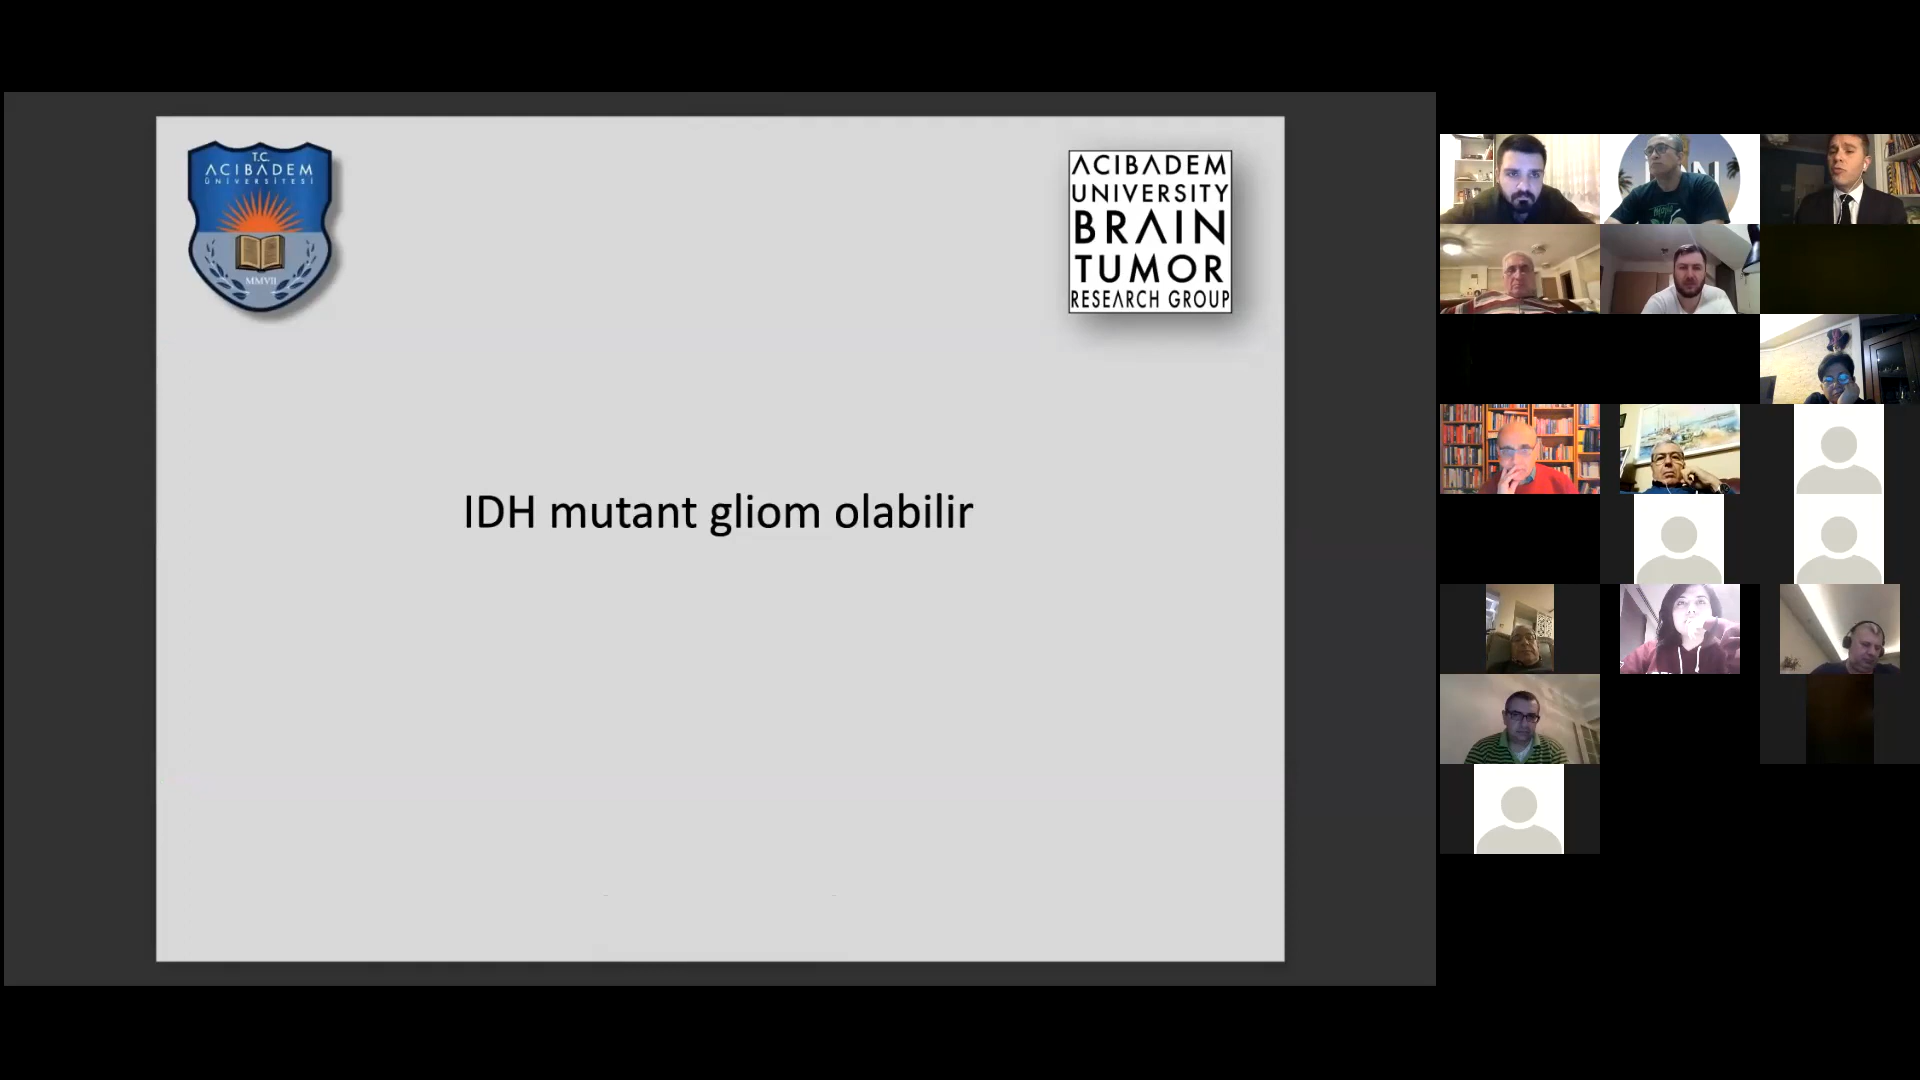 T.C.
ACIBADEM
ÜNİVERSİTESİ
MMVII
ACIBADEM
UNIVERSITY
BRAIN
TUMOR
RESEARCH GROUP
IDH mutant gliom olabilir